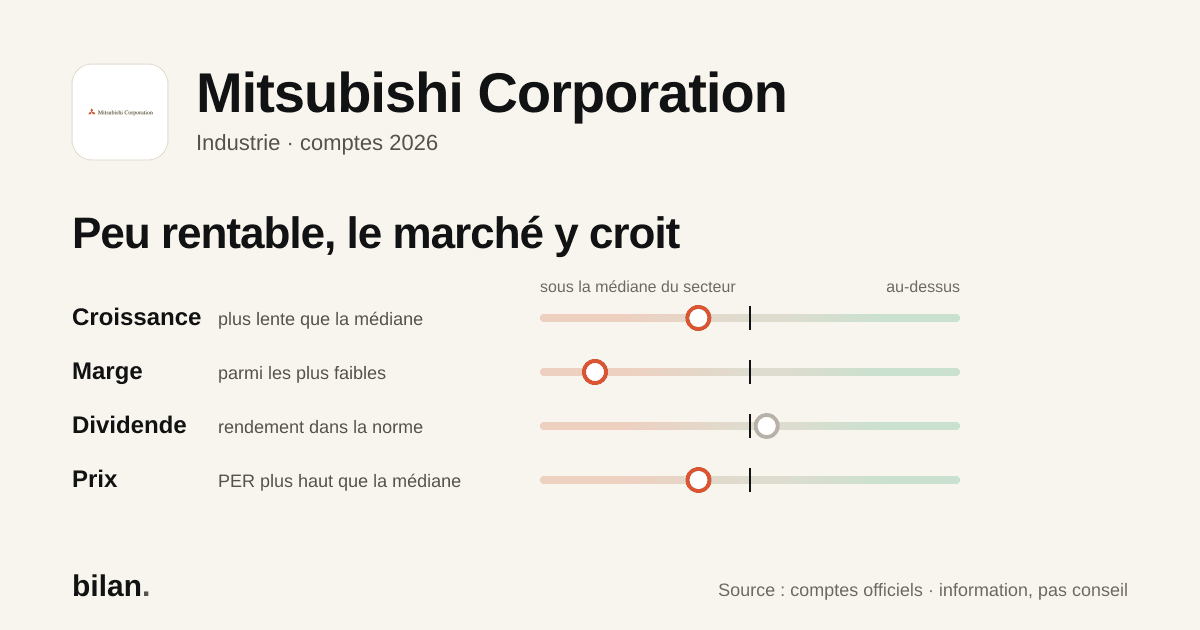 Mitsubishi Corporation
Mitsubishi Corporation
Industrie · comptes 2026
Peu rentable, le marché y croit
sous la médiane du secteur au-dessus
Croissance plus lente que la médiane
Marge parmi les plus faibles
Dividende rendement dans la norme
Prix PER plus haut que la médiane
bilan.
Source : comptes officiels · information, pas conseil